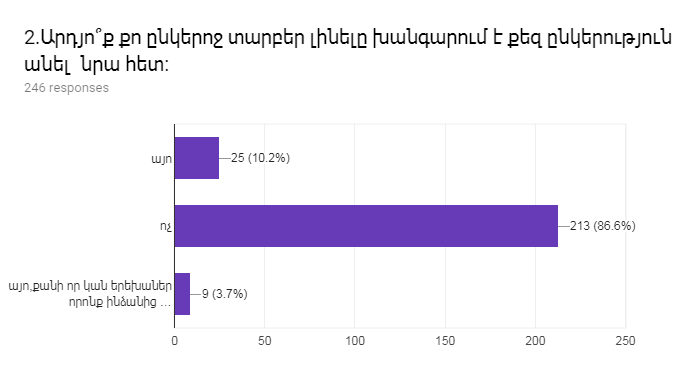 2.Արդյո՞ք քո ընկերոջ տարբեր լինելը խանգարում է քեզ ընկերություն
անել նրա հետ:
246 responses
այո
25 (10.2%)
ոչ
213 (86.6%)
այո,քանի որ կան երեխաներ
որոնք ինձանից ...
9 (3.7%)
0 50 100 150 200 250